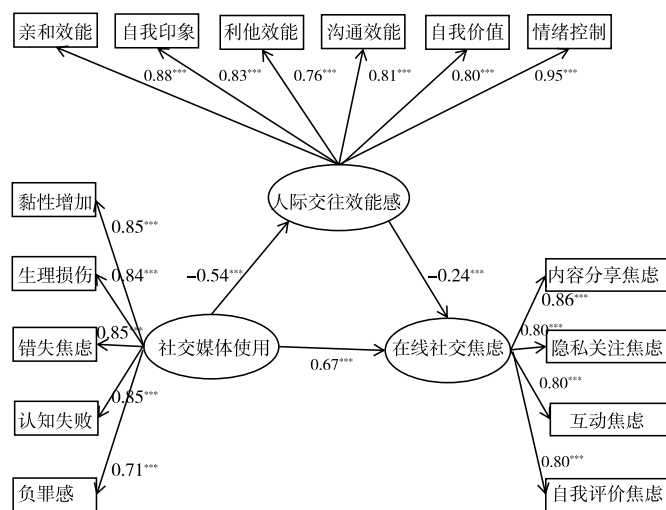 亲和效能 自我印象 利他效能 沟通效能 自我价值 情绪控制
0.88*** 0.83*** 0.76*** 0.81*** 0.80*** 0.95***
人际交往效能感
黏性增加
0.85***
生理损伤
0.84***
−0.54***
−0.24***
内容分享焦虑
0.86***
错失焦虑
0.85***
社交媒体使用
0.67***
在线社交焦虑
0.80***
隐私关注焦虑
认知失败
0.85***
0.80***
互动焦虑
负罪感
0.71***
0.80***
自我评价焦虑